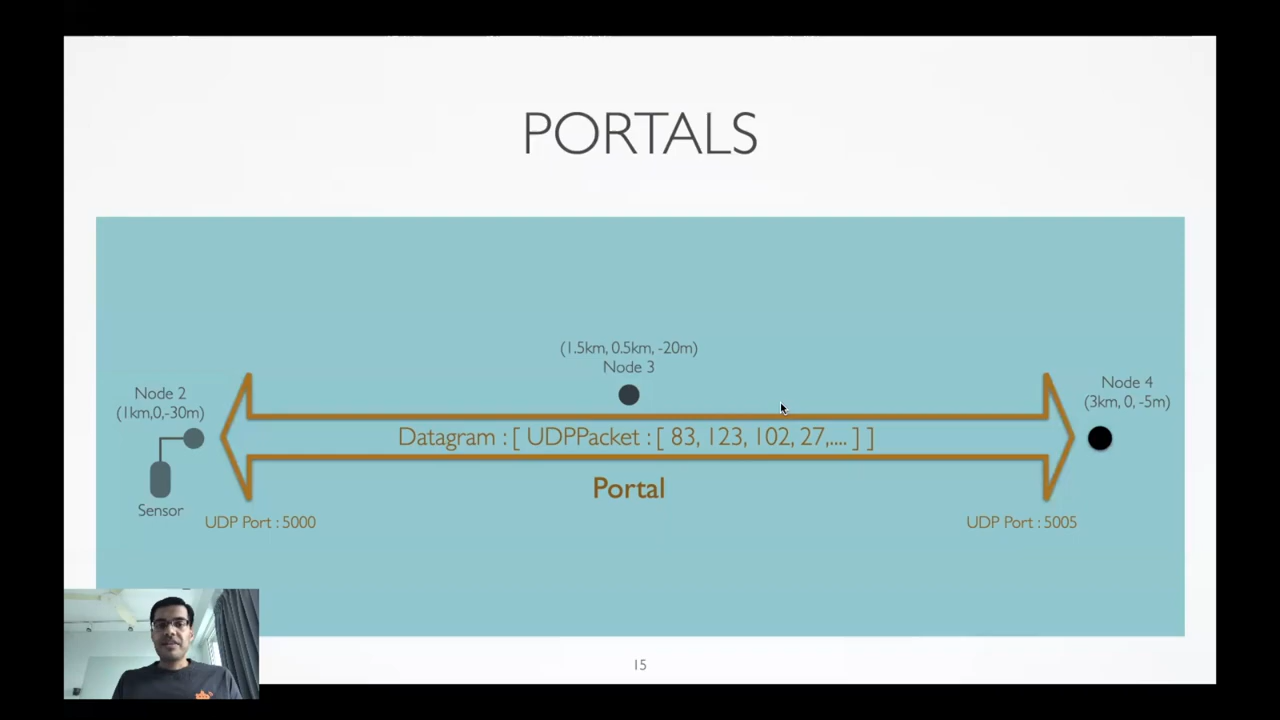 PORTALS
(1.5km, 0.5km, -20m)
Node 3
Node 2
(1km,0,-30m)
Node 4
(3km, 0, -5m)
Datagram : [ UDPPacket : [ 83, 123, 102, 27,.... ] ]
Portal
Sensor
UDP Port : 5000
UDP Port : 5005
15